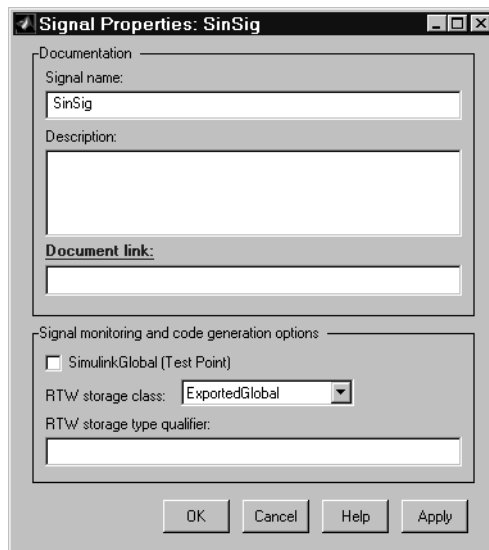 Signal Properties: SinSig
Documentation
Signal name:
SinSig
Description:
Document link:
Signal monitoring and code generation options
SimulinkGlobal (Test Point)
RTW storage class: ExportedGlobal
RTW storage type qualifier:
OK Cancel Help Apply